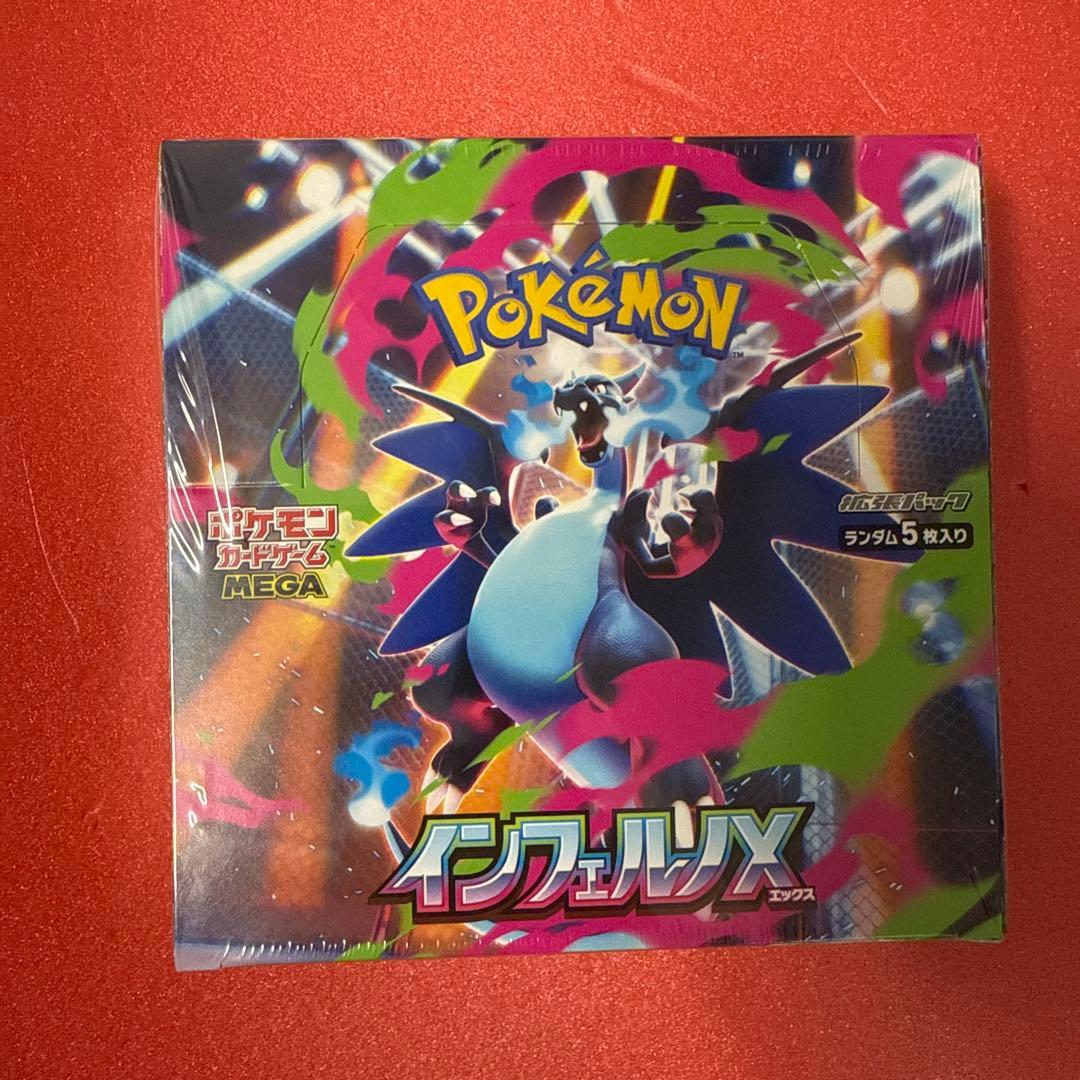 POKéMON
TM
拡張パック
ランダム5枚入り
ポケモン
カードゲーム
MEGA
インフェルノX
エックス